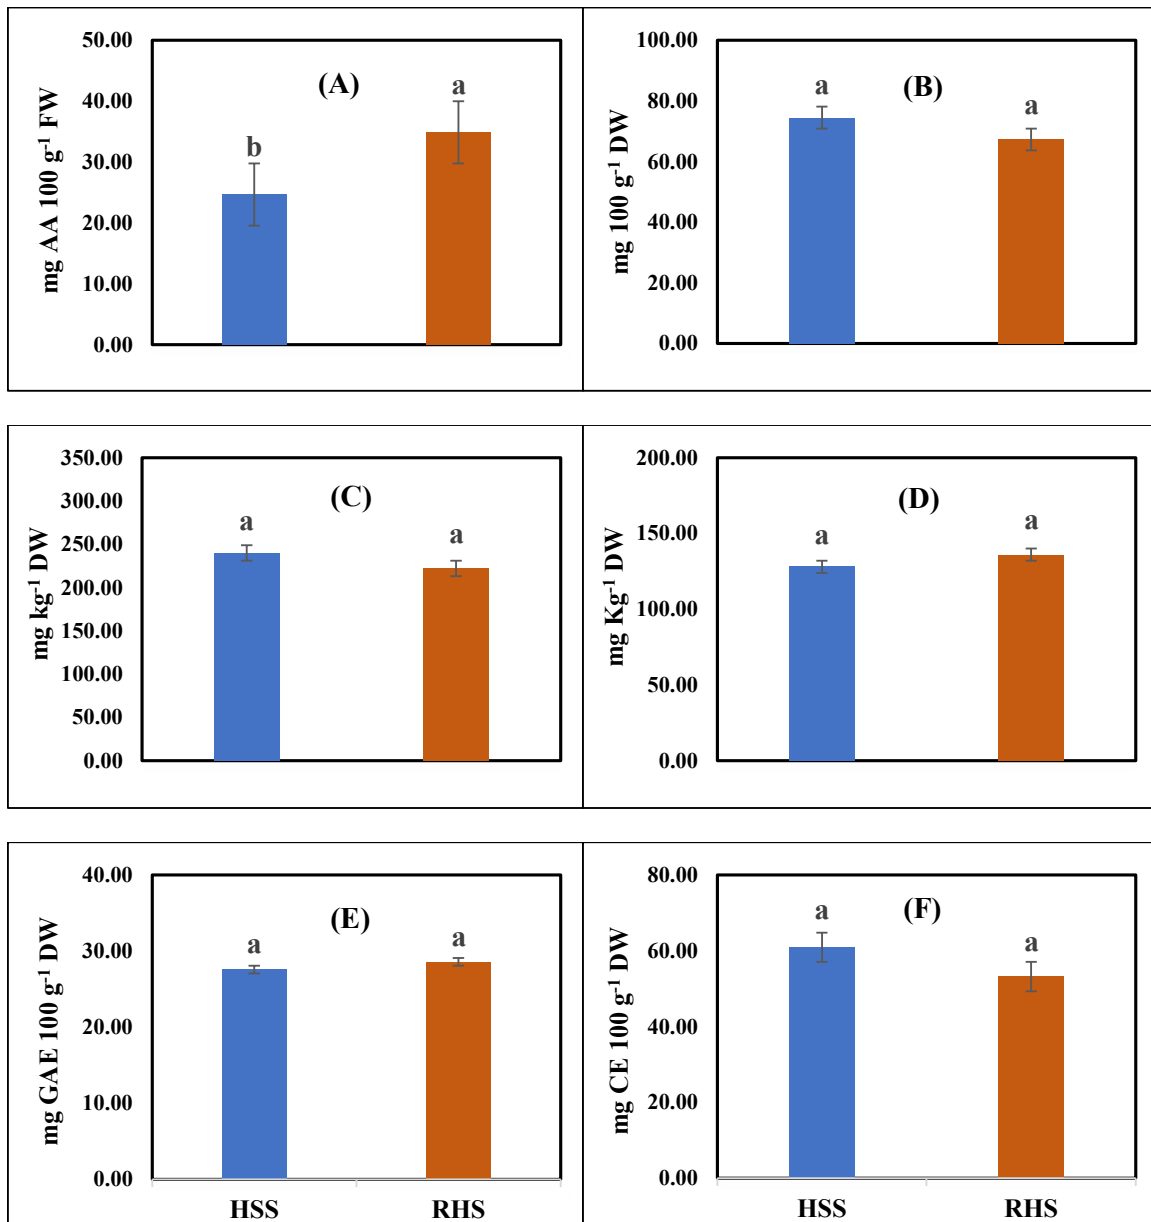 (A)
mg AA 100 g⁻¹ FW
50.00
40.00
30.00
20.00
10.00
0.00
b
a
(B)
mg 100 g⁻¹ DW
100.00
80.00
60.00
40.00
20.00
0.00
a
a
(C)
mg kg⁻¹ DW
350.00
300.00
250.00
200.00
150.00
100.00
50.00
0.00
a
a
(D)
mg Kg⁻¹ DW
200.00
150.00
100.00
50.00
0.00
a
a
(E)
mg GAE 100 g⁻¹ DW
40.00
30.00
20.00
10.00
0.00
a
a
HSS
RHS
(F)
mg CE 100 g⁻¹ DW
80.00
60.00
40.00
20.00
0.00
a
a
HSS
RHS